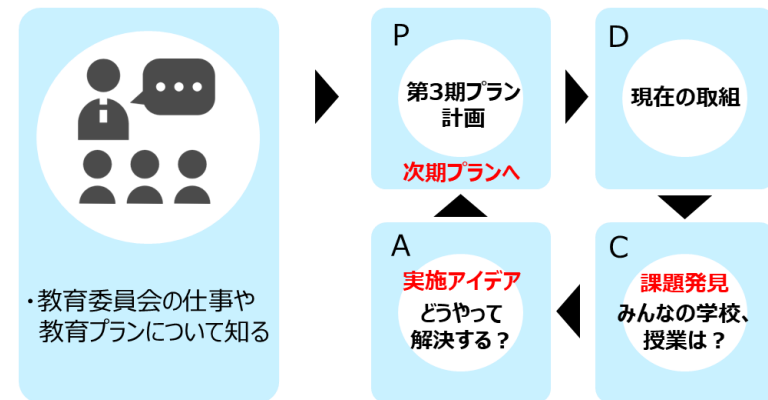 ・教育委員会の仕事や
教育プランについて知る
P
第3期プラン
計画
次期プランへ
D
現在の取組
C
課題発見
みんなの学校、
授業は？
A
実施アイデア
どうやって
解決する？